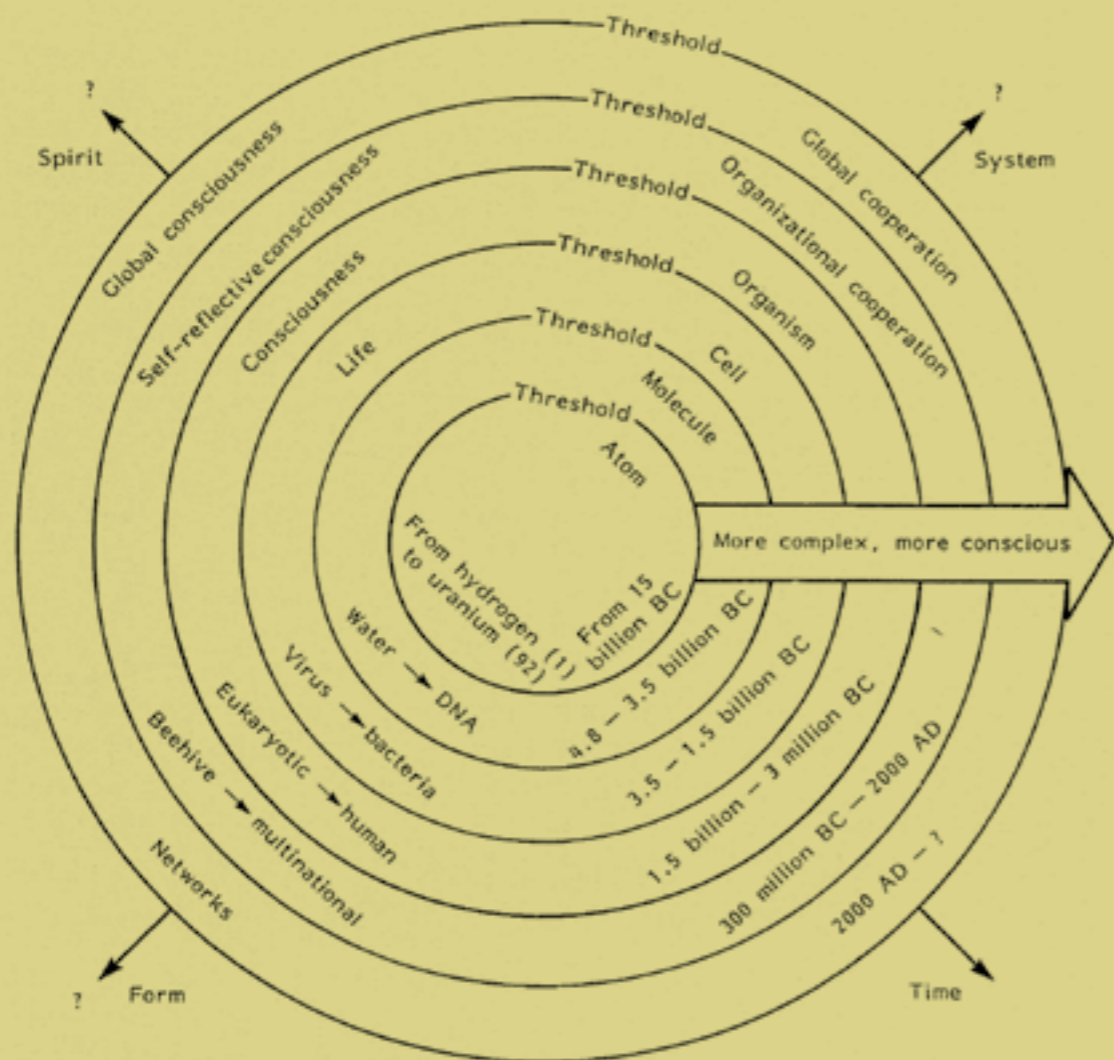 Threshold
?
?
Spirit
System
Global consciousness
Global cooperation
Threshold
Self-reflective consciousness
Organizational cooperation
Threshold
Consciousness
Organism
Threshold
Life
Cell
Threshold
Molecule
Threshold
Atom
More complex, more conscious
From hydrogen (1)
to uranium (92)
From 15
billion BC
Water → DNA
a.8 — 3.5 billion BC
Virus → bacteria
3.5 — 1.5 billion BC
Eukaryotic → human
1.5 billion — 3 million BC
Beehive → multinational
300 million BC — 2000 AD
Networks
2000 AD — ?
?
Form
Time